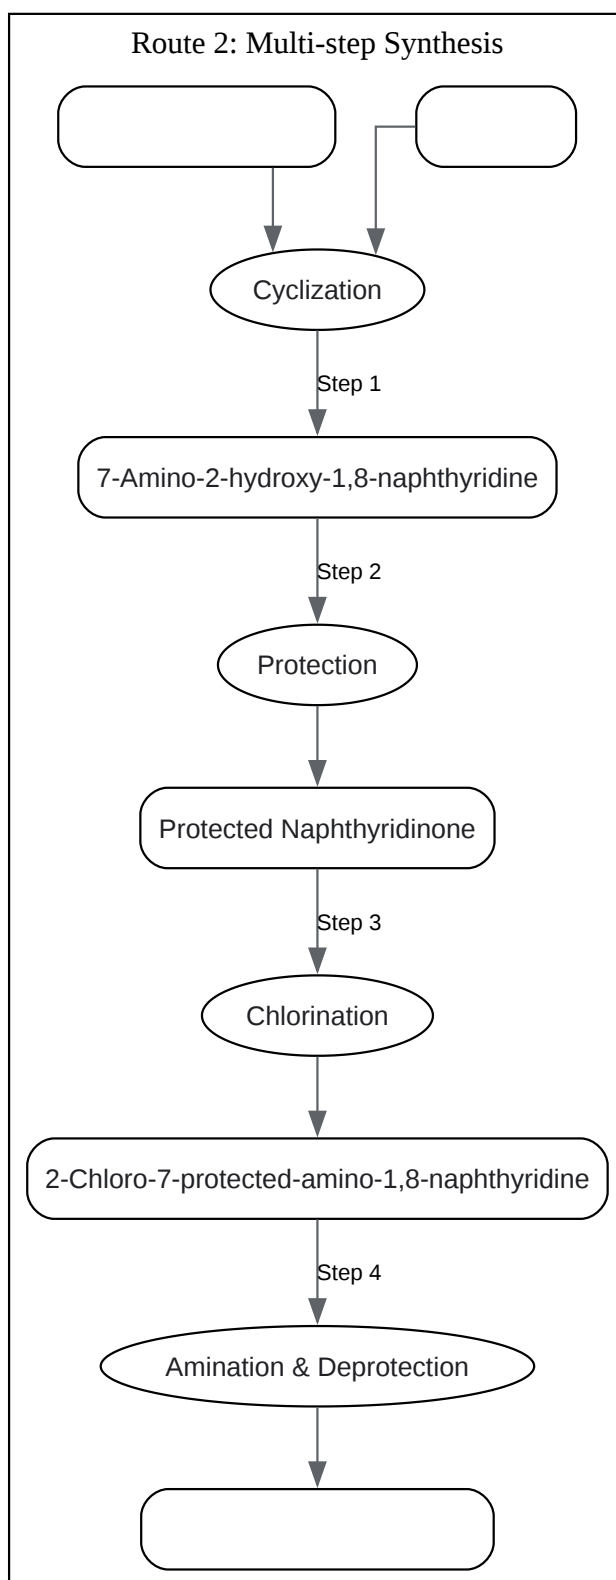 Route 2: Multi-step Synthesis
Cyclization
Step 1
7-Amino-2-hydroxy-1,8-naphthyridine
Step 2
Protection
Protected Naphthyridinone
Step 3
Chlorination
2-Chloro-7-protected-amino-1,8-naphthyridine
Step 4
Amination & Deprotection